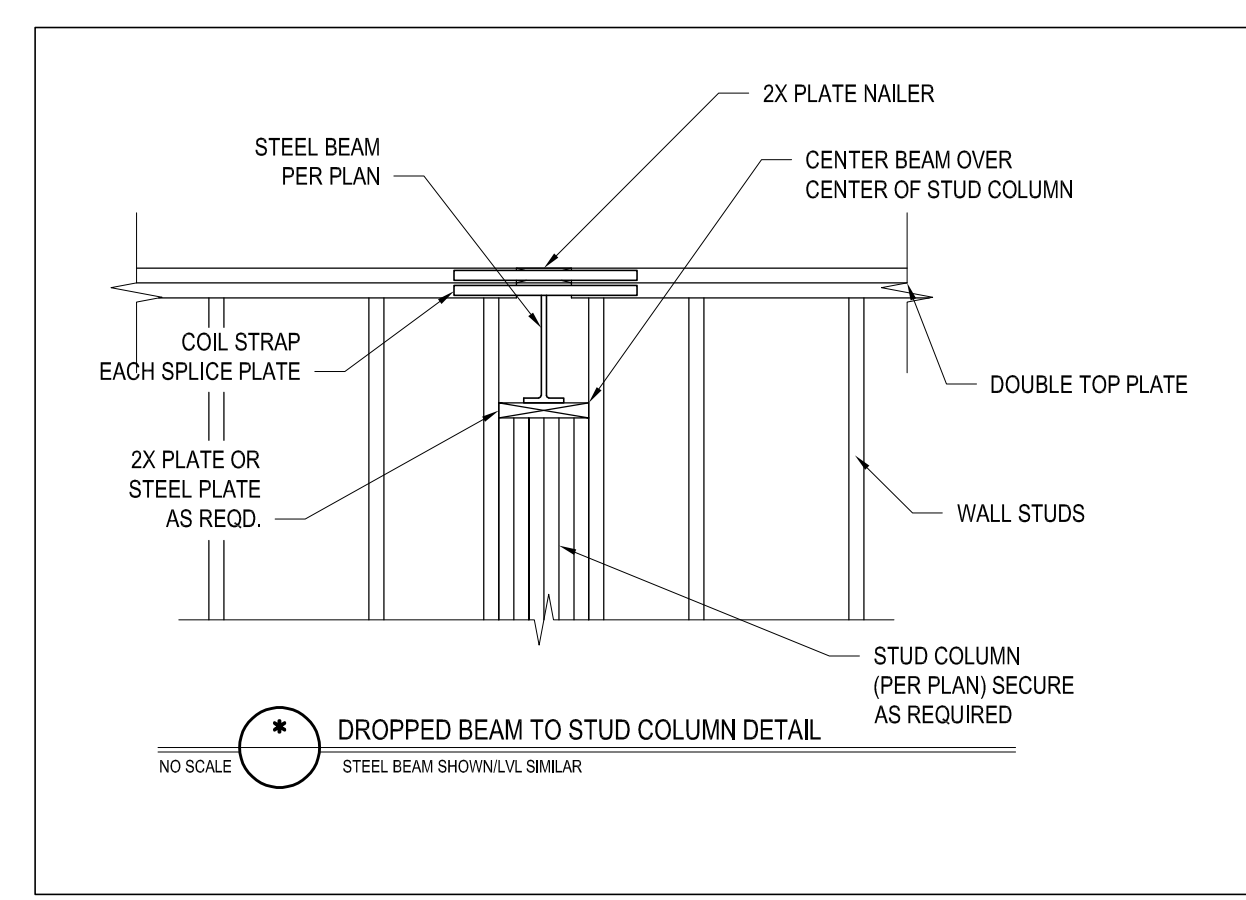 2X PLATE NAILER
STEEL BEAM
PER PLAN
CENTER BEAM OVER
CENTER OF STUD COLUMN
COIL STRAP
EACH SPLICE PLATE
DOUBLE TOP PLATE
2X PLATE OR
STEEL PLATE
AS REQD.
WALL STUDS
STUD COLUMN
(PER PLAN) SECURE
AS REQUIRED
*
DROPPED BEAM TO STUD COLUMN DETAIL
NO SCALE
STEEL BEAM SHOWN/LVL SIMILAR